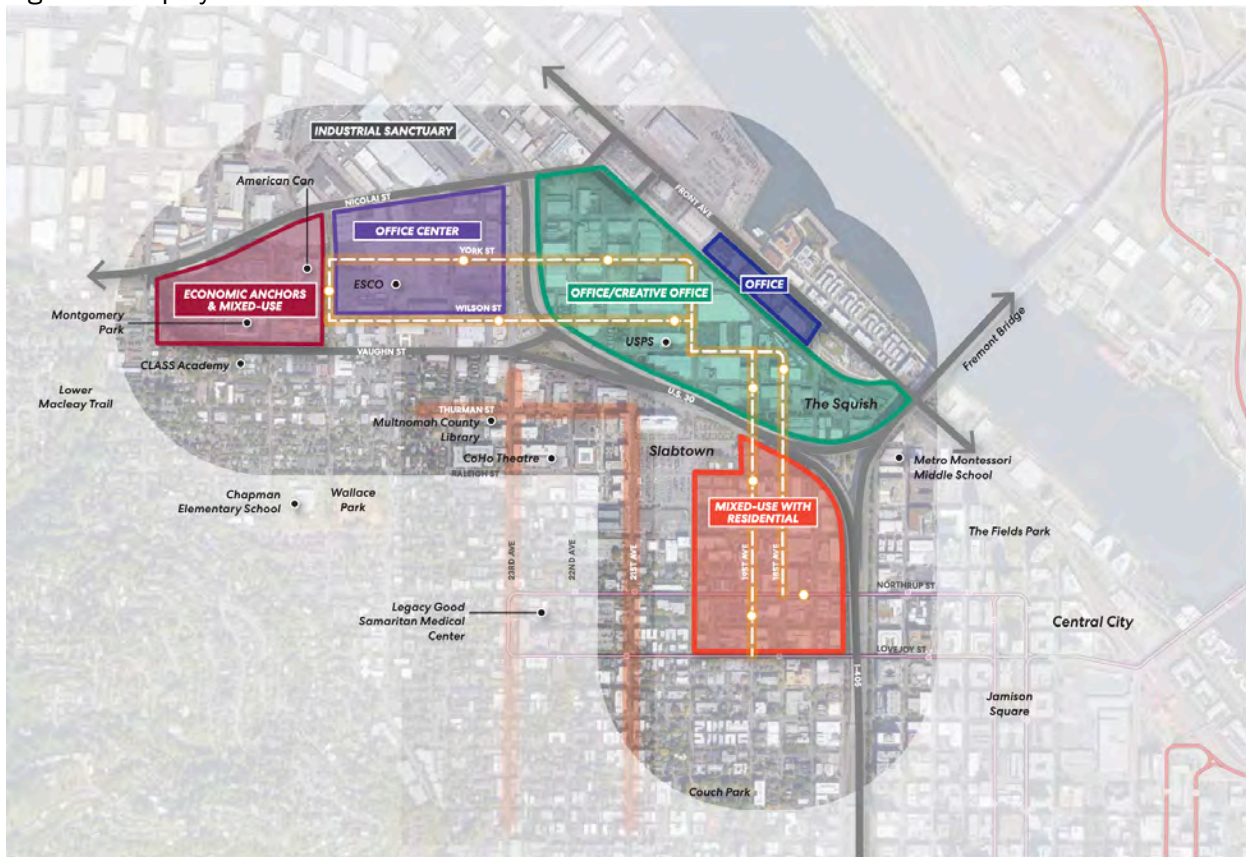 INDUSTRIAL SANCTUARY
American Can
NICOLAI ST
FRONT AVE
OFFICE CENTER
YORK ST
ECONOMIC ANCHORS
& MIXED-USE
ESCO
OFFICE/CREATIVE OFFICE
OFFICE
Montgomery
Park
WILSON ST
USPS
Fremont Bridge
VAUGHN ST
CLASS Academy
Lower
Macleay Trail
U.S. 30
The Squish
THURMAN ST
Multnomah County
Library
CoHo Theatre
Slabtown
RALEIGH ST
Metro Montessori
Middle School
Chapman
Elementary School
Wallace
Park
MIXED-USE WITH
RESIDENTIAL
The Fields Park
23RD AVE
22ND AVE
21ST AVE
19ST AVE
18ST AVE
NORTHRUP ST
Legacy Good
Samaritan Medical
Center
Central City
LOVEJOY ST
I-405
Jamison
Square
Couch Park